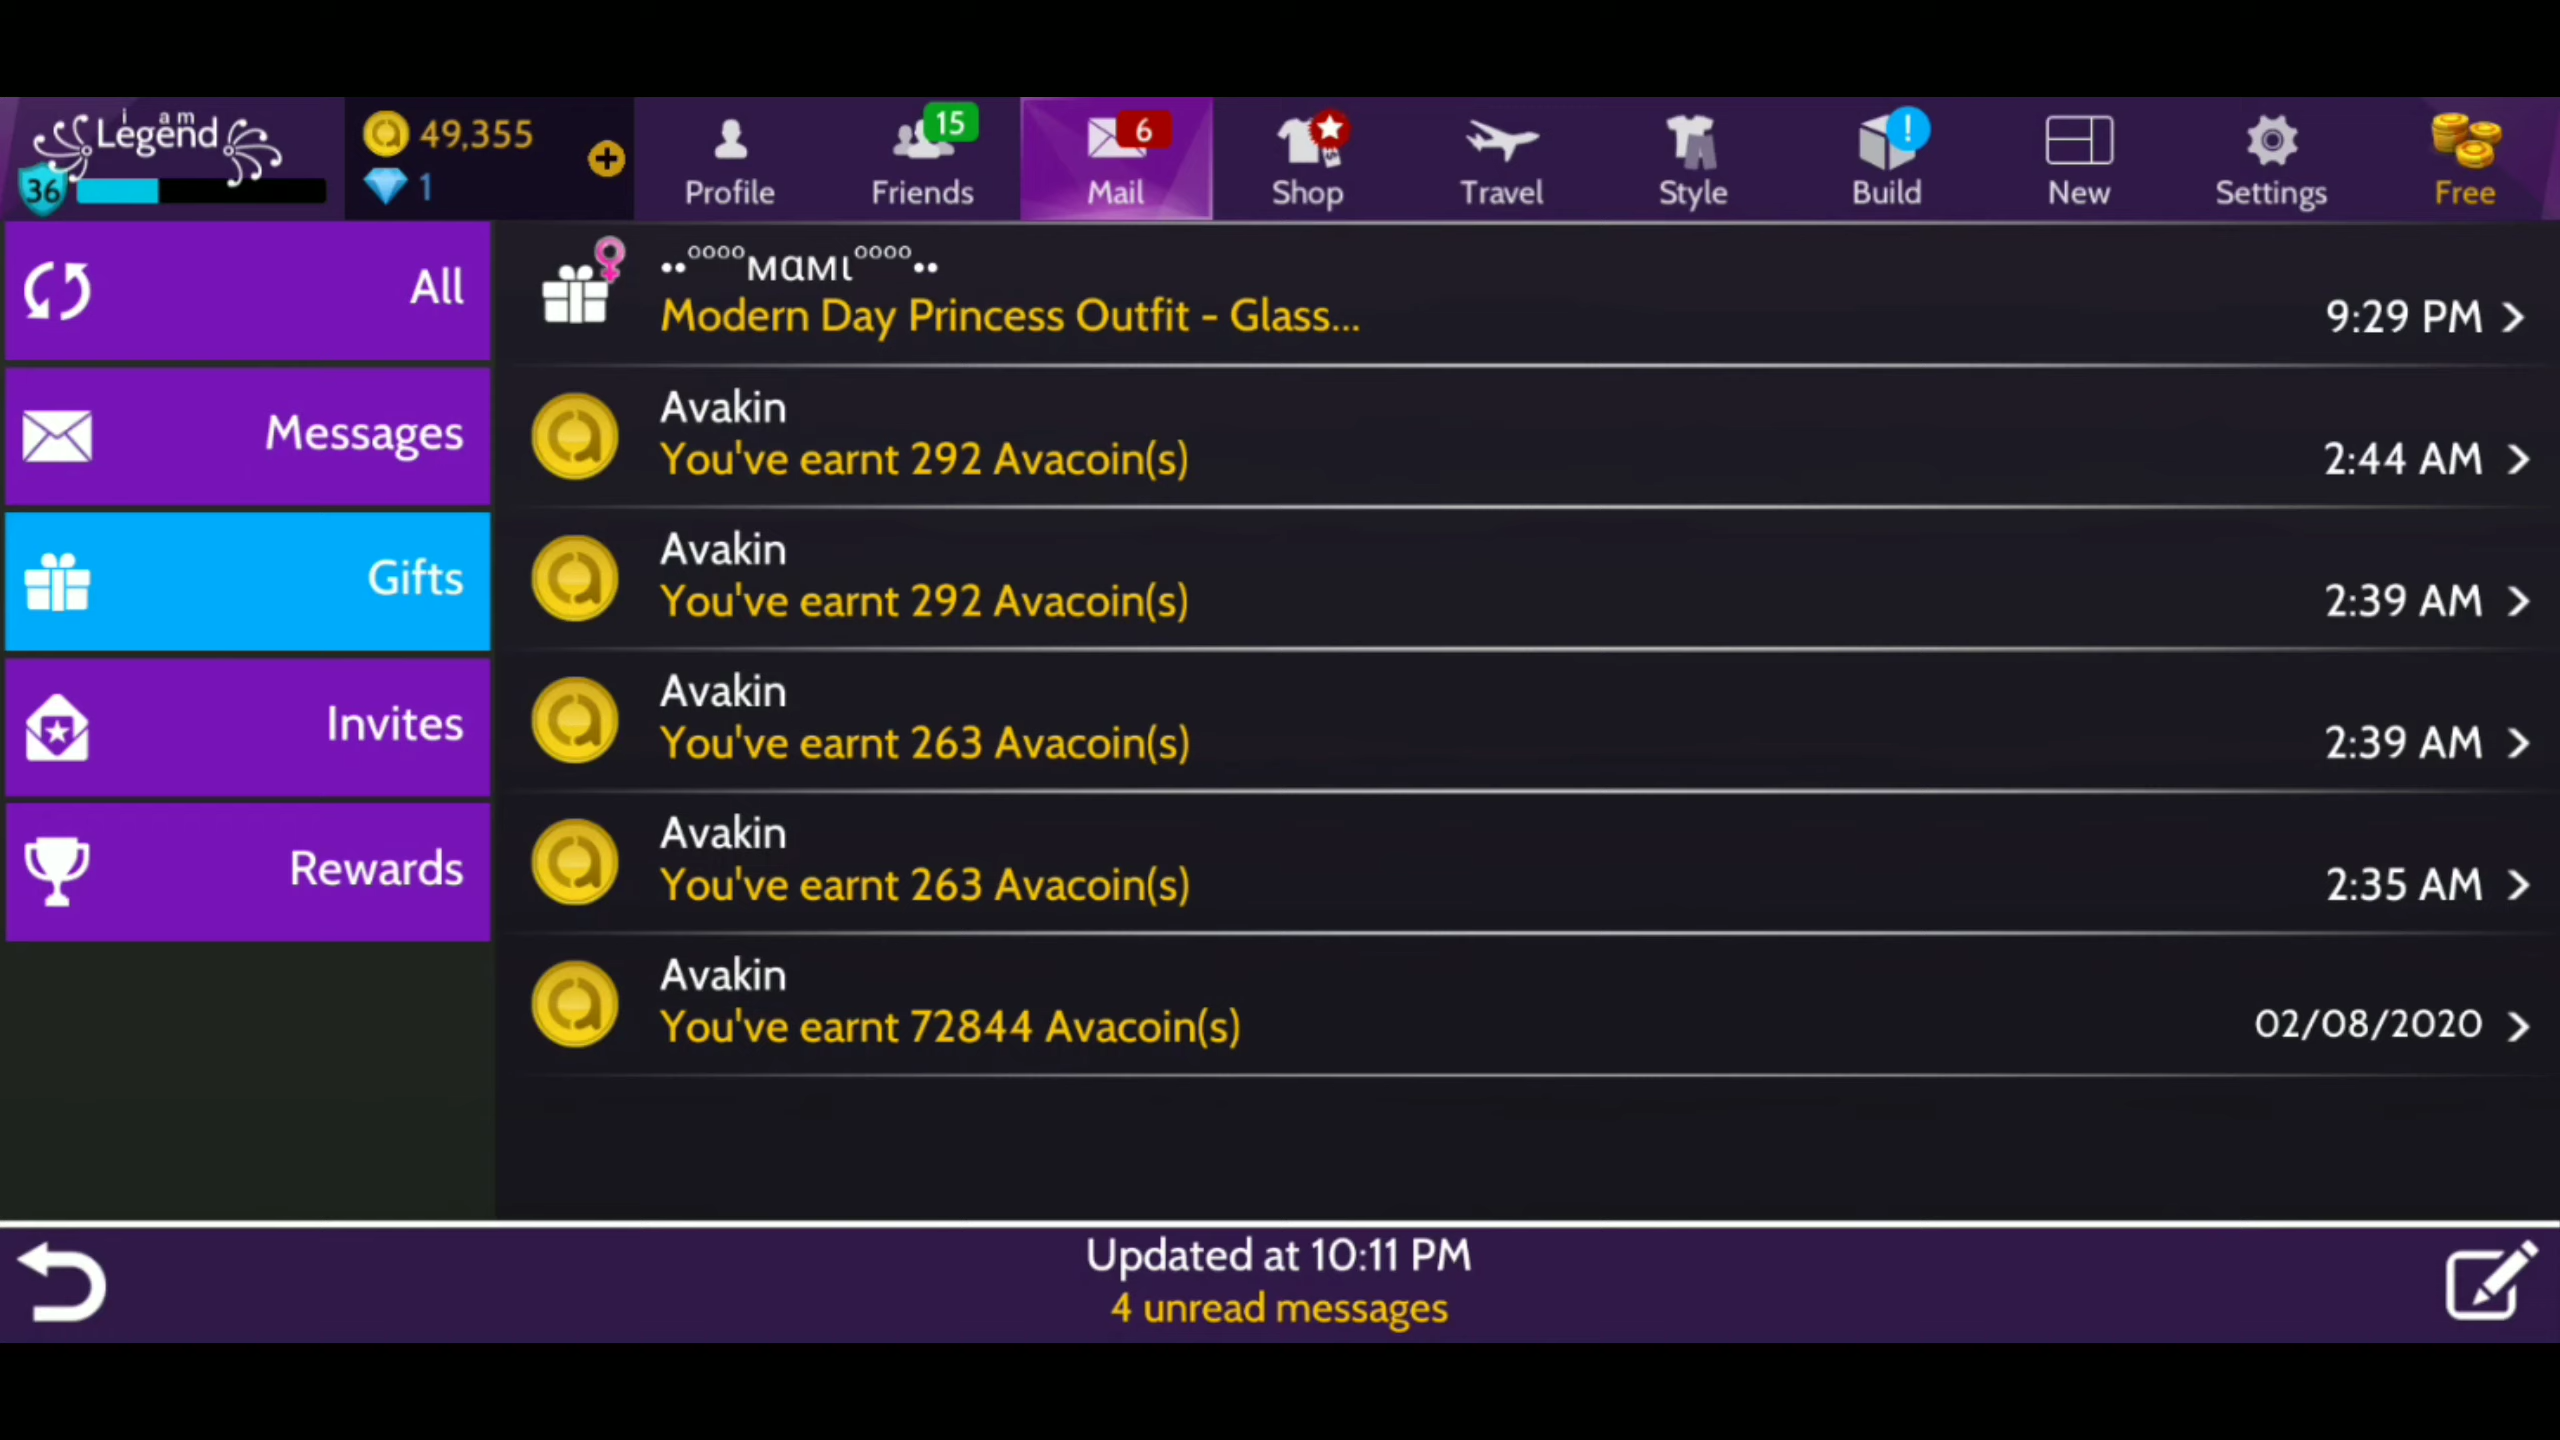 i am
Legend
36
49,355
1
Profile
15
Friends
6
Mail
Shop
Travel
Style
!
Build
New
Settings
Free
All
Messages
Gifts
Invites
Rewards
••°°°°мαмι°°°°••
Modern Day Princess Outfit - Glass...
9:29 PM
Avakin
You've earnt 292 Avacoin(s)
2:44 AM
Avakin
You've earnt 292 Avacoin(s)
2:39 AM
Avakin
You've earnt 263 Avacoin(s)
2:39 AM
Avakin
You've earnt 263 Avacoin(s)
2:35 AM
Avakin
You've earnt 72844 Avacoin(s)
02/08/2020
Updated at 10:11 PM
4 unread messages